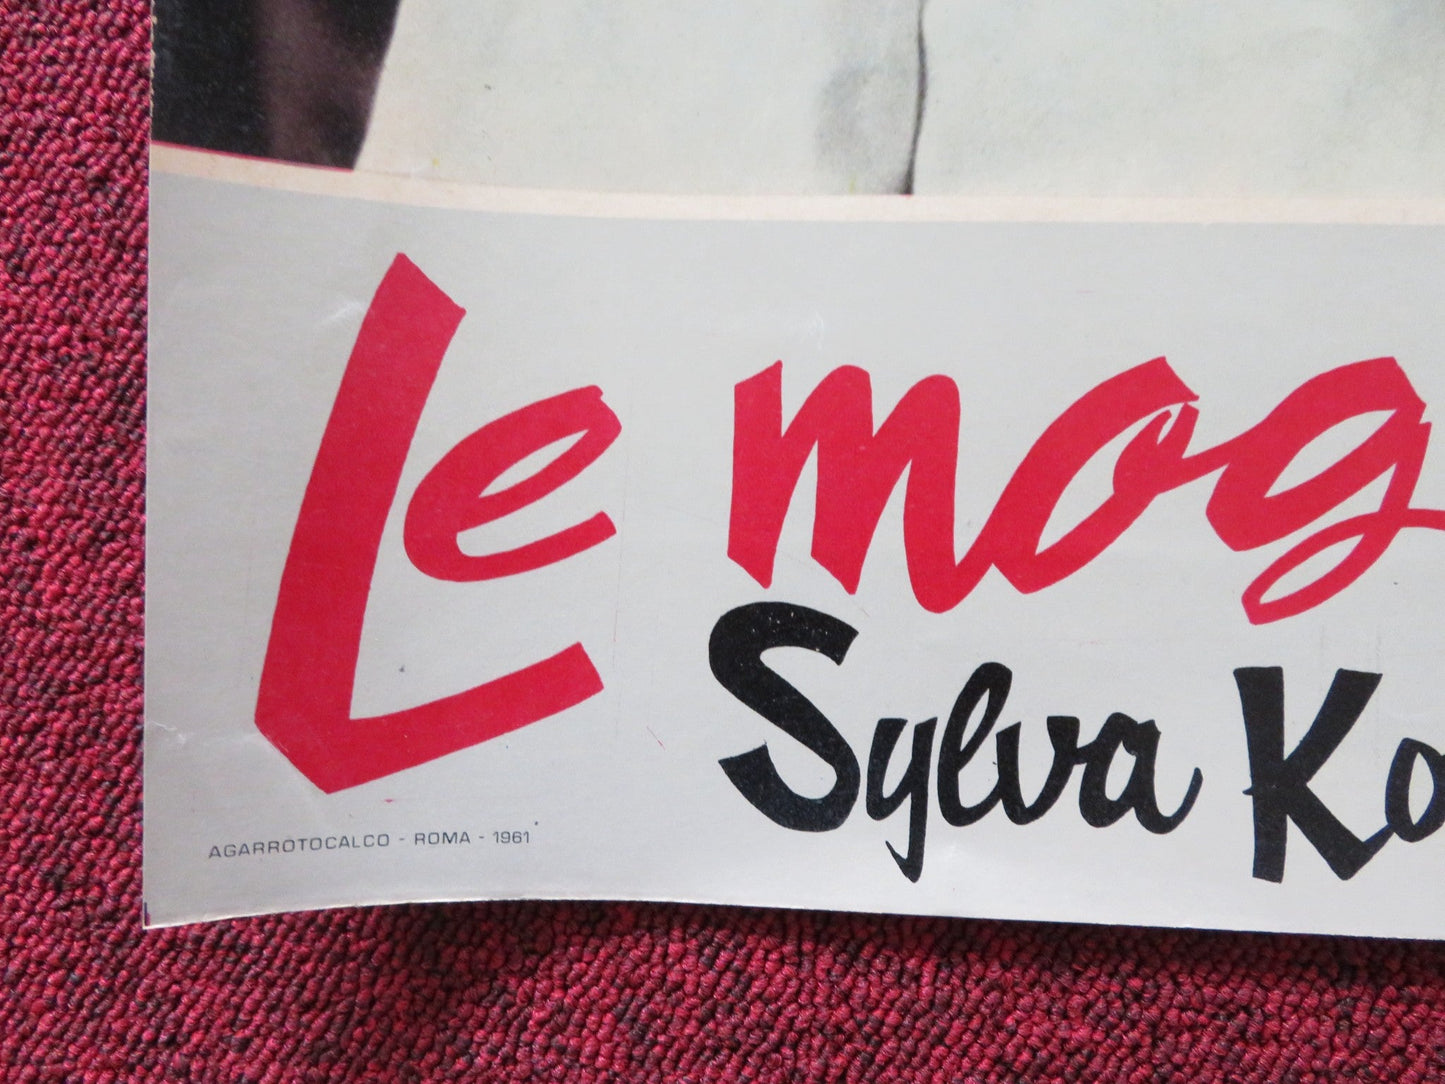 Le mog
Sylva Ko
AGARROTOCALCO - ROMA - 1961